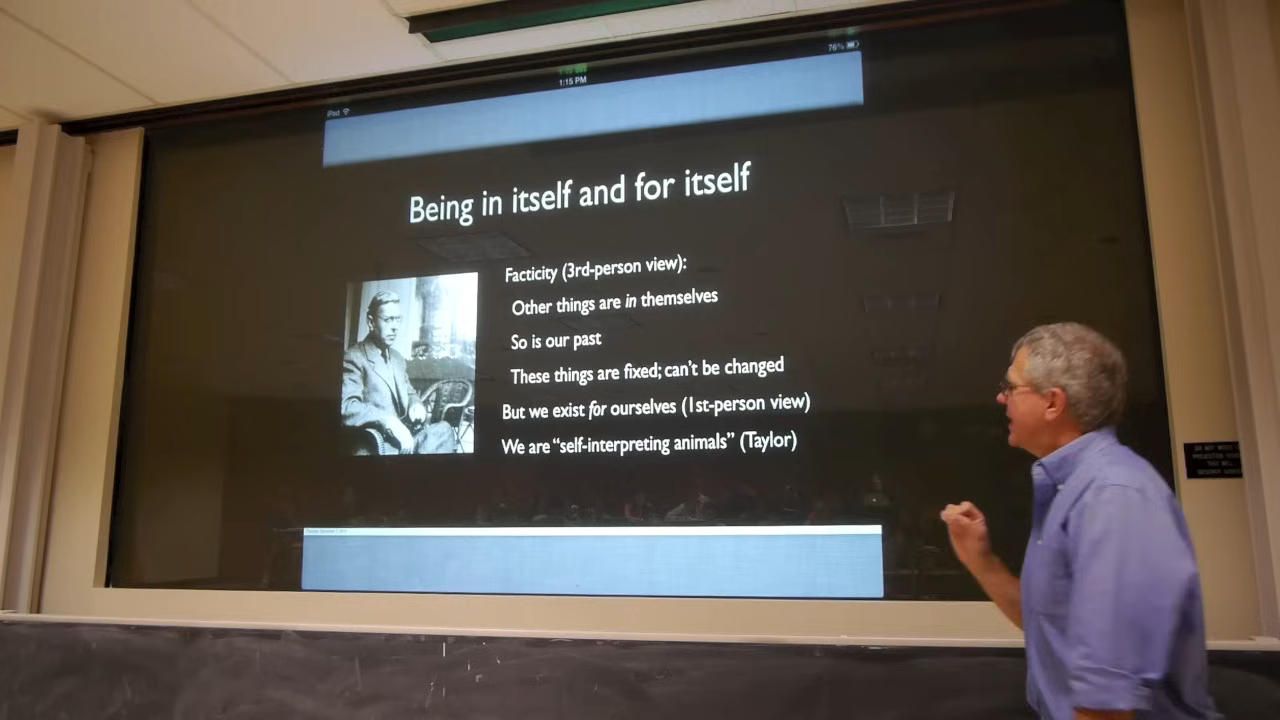 76%
1:15 PM
iPad
Being in itself and for itself
Facticity (3rd-person view):
Other things are in themselves
So is our past
These things are fixed; can't be changed
But we exist for ourselves (1st-person view)
We are “self-interpreting animals” (Taylor)